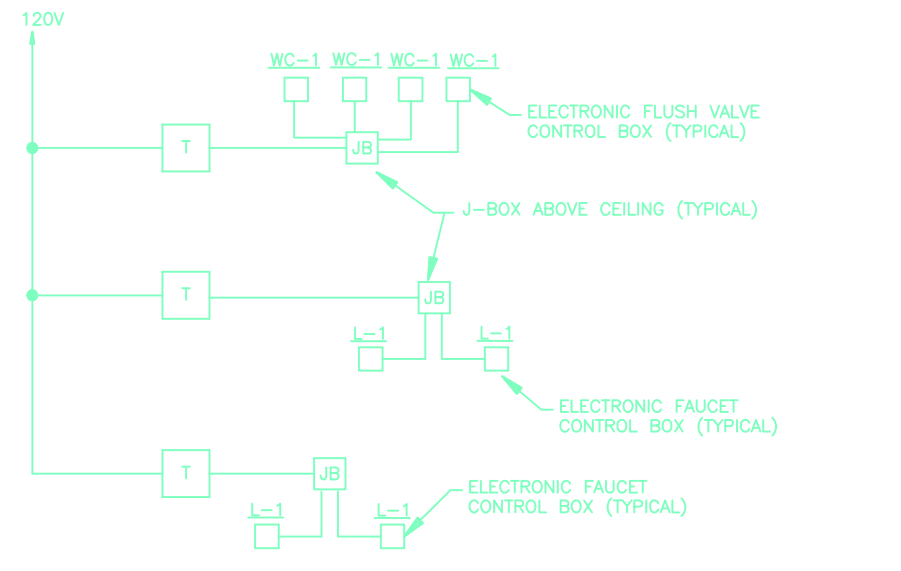 120V
WC-1 WC-1 WC-1 WC-1
ELECTRONIC FLUSH VALVE
CONTROL BOX (TYPICAL)
T
JB
J-BOX ABOVE CEILING (TYPICAL)
T
JB
L-1 L-1
ELECTRONIC FAUCET
CONTROL BOX (TYPICAL)
T
JB
L-1 L-1
ELECTRONIC FAUCET
CONTROL BOX (TYPICAL)